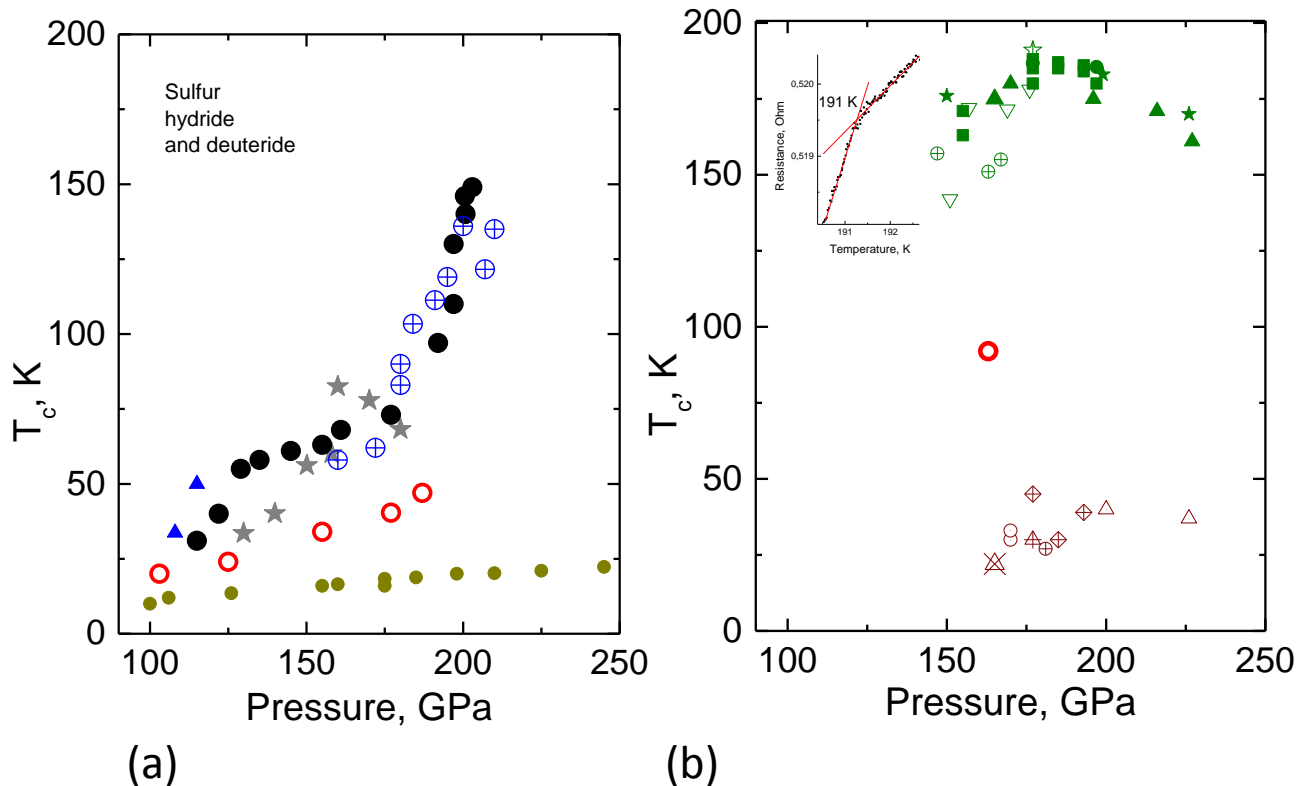 200
150
100
50
0
100
150
200
250
T_c, K
Pressure, GPa
Sulfur
hydride
and deuteride
(a)
200
150
100
50
0
100
150
200
250
T_c, K
Pressure, GPa
0,520
0,519
191 K
Resistance, Ohm
191
192
Temperature, K
(b)